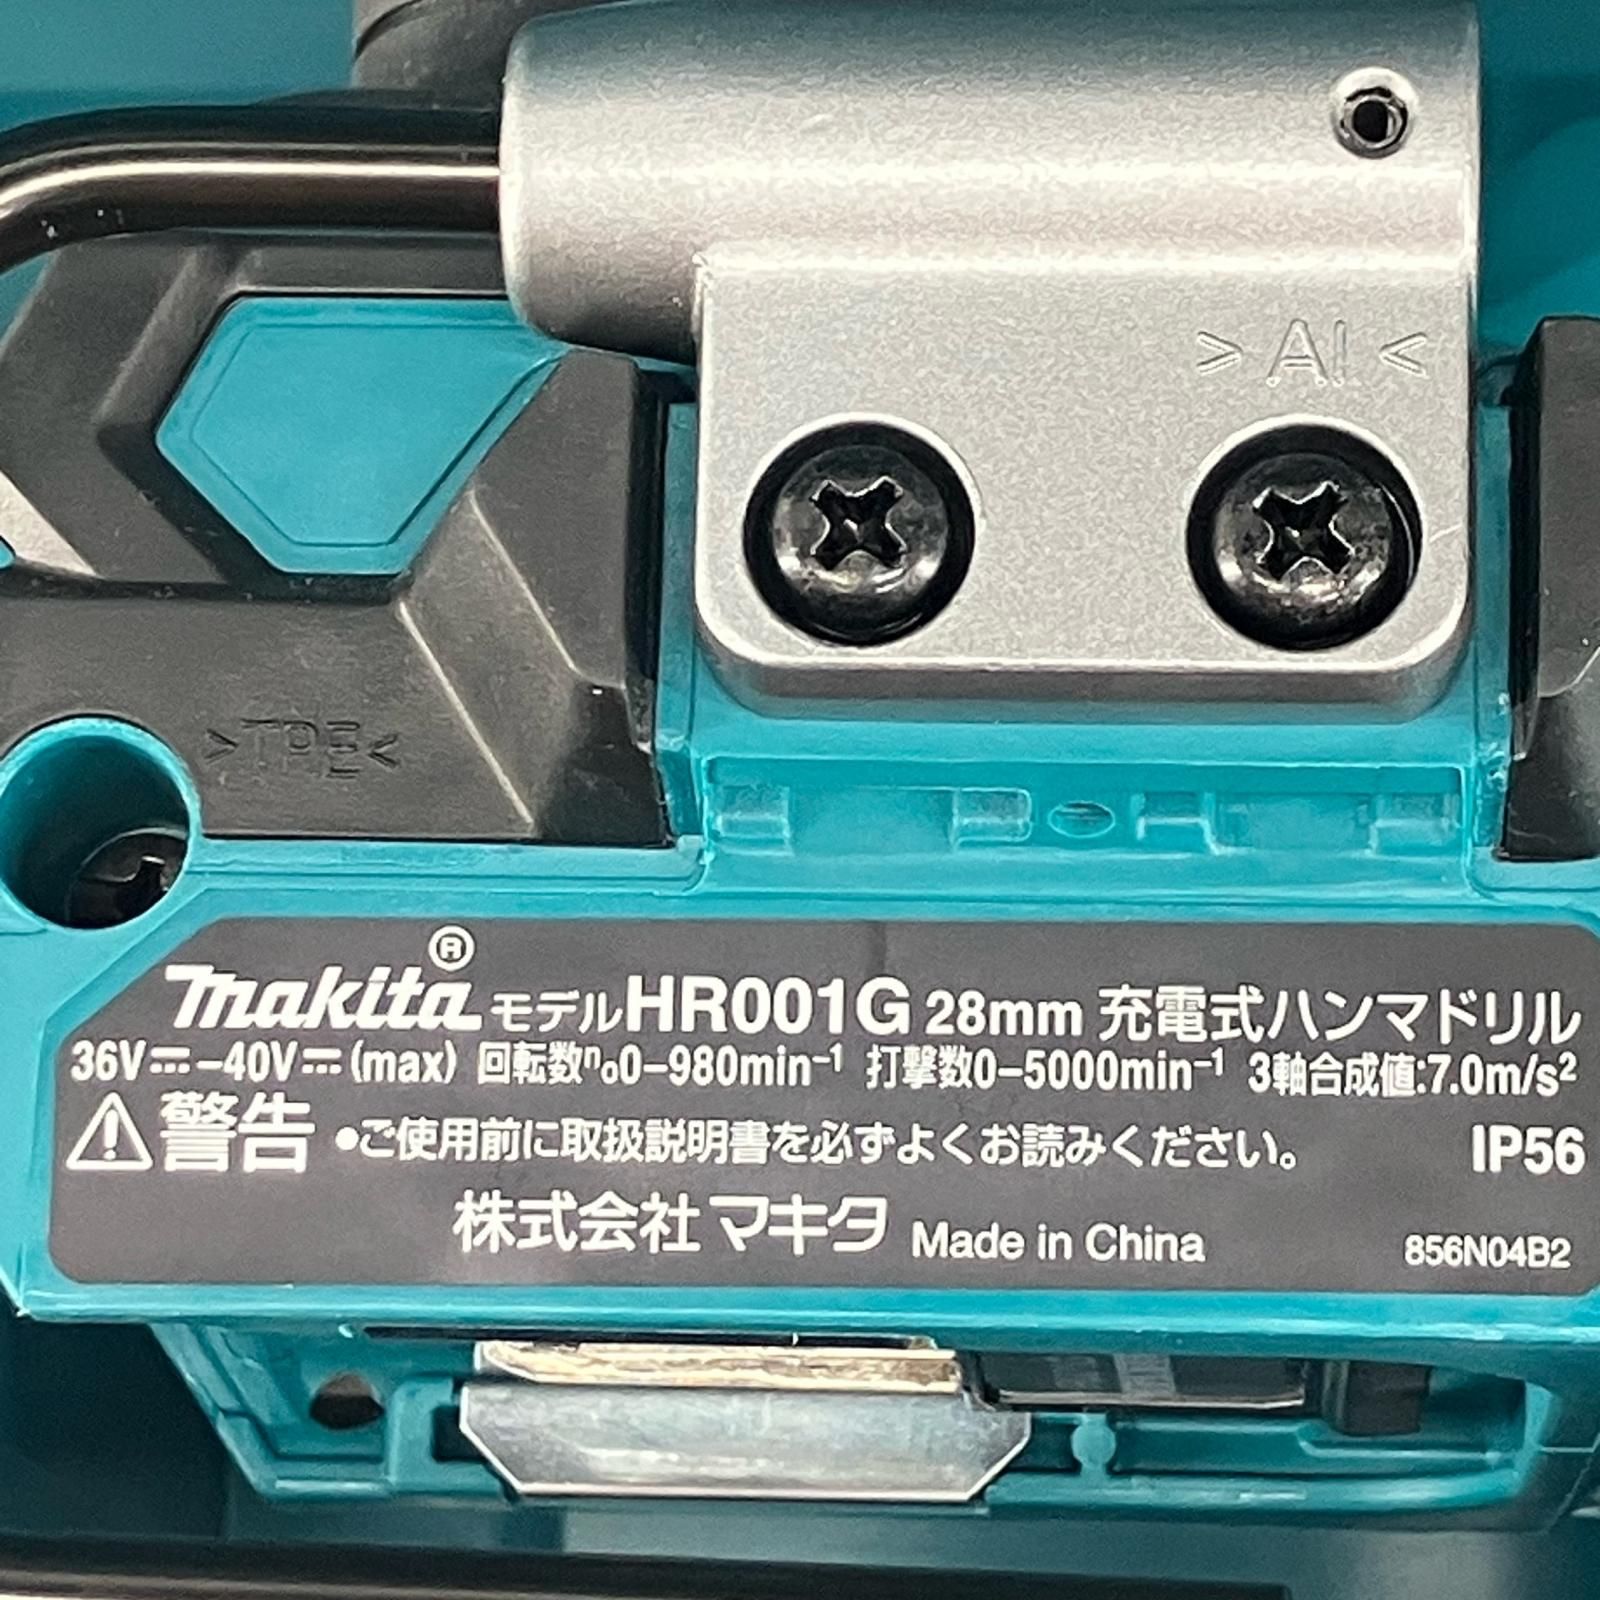 >AL<
>TPE<
makita® モデルHR001G 28mm 充電式ハンマドリル
36V⎓-40V⎓(max) 回転数n₀0-980min⁻¹ 打撃数0-5000min⁻¹ 3軸合成値:7.0m/s²
⚠警告 •ご使用前に取扱説明書を必ずよくお読みください。 IP56
株式会社マキタ Made in China 856N04B2